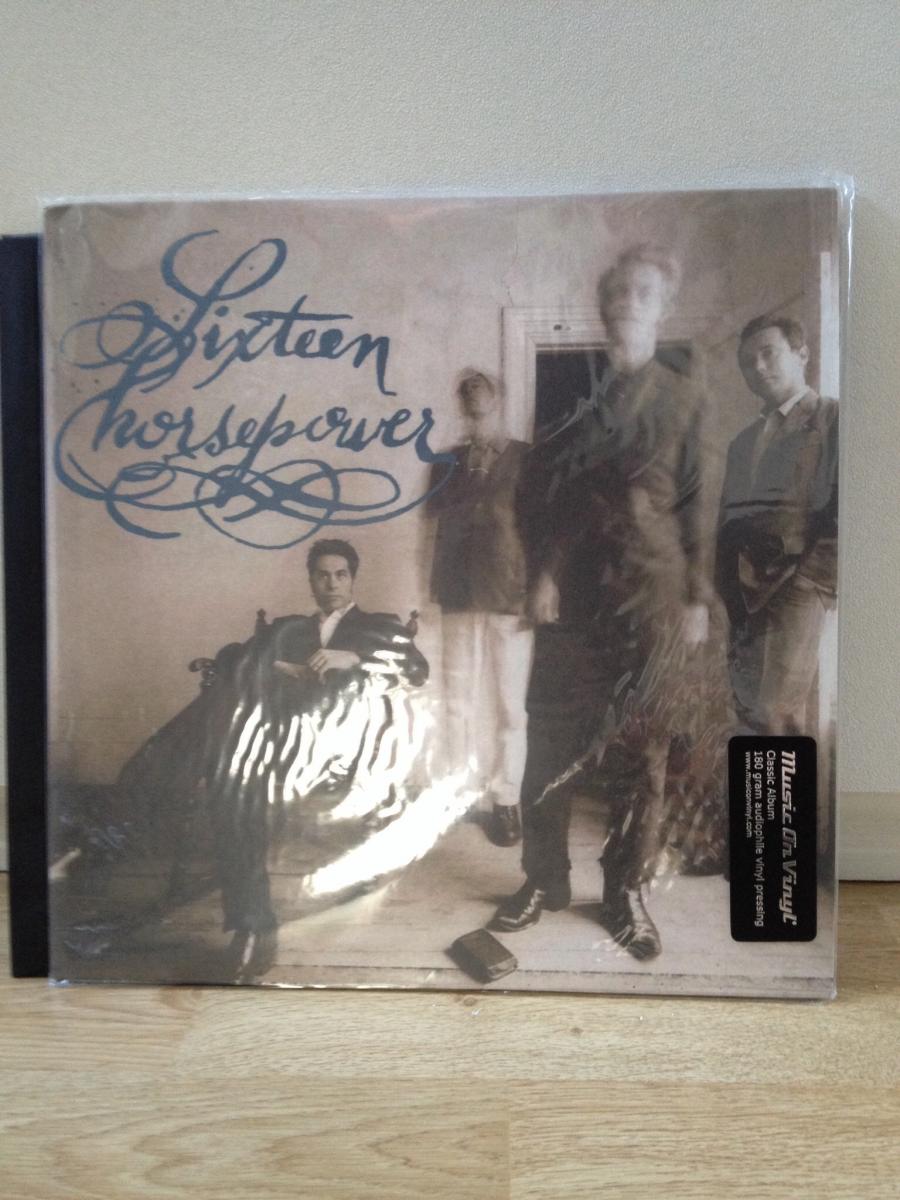 Sixteen
horsepower
Music On Vinyl
Classic Album
180 gram audiophile vinyl pressing
www.musiconvinyl.com